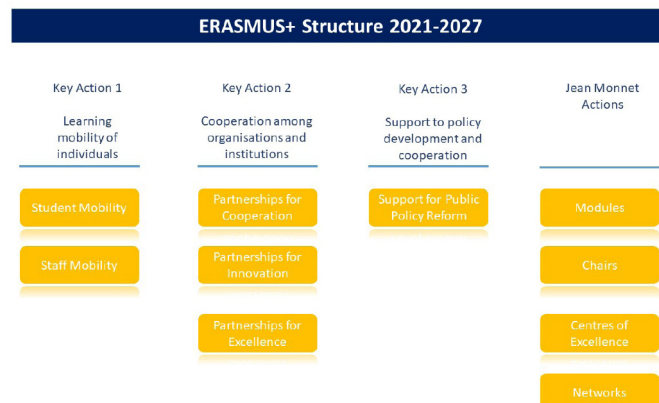 ERASMUS+ Structure 2021-2027
Key Action 1
Learning
mobility of
individuals
Student Mobility
Staff Mobility
Key Action 2
Cooperation among
organisations and
institutions
Partnerships for
Cooperation
Partnerships for
Innovation
Partnerships for
Excellence
Key Action 3
Support to policy
development and
cooperation
Support for Public
Policy Reform
Jean Monnet
Actions
Modules
Chairs
Centres of
Excellence
Networks